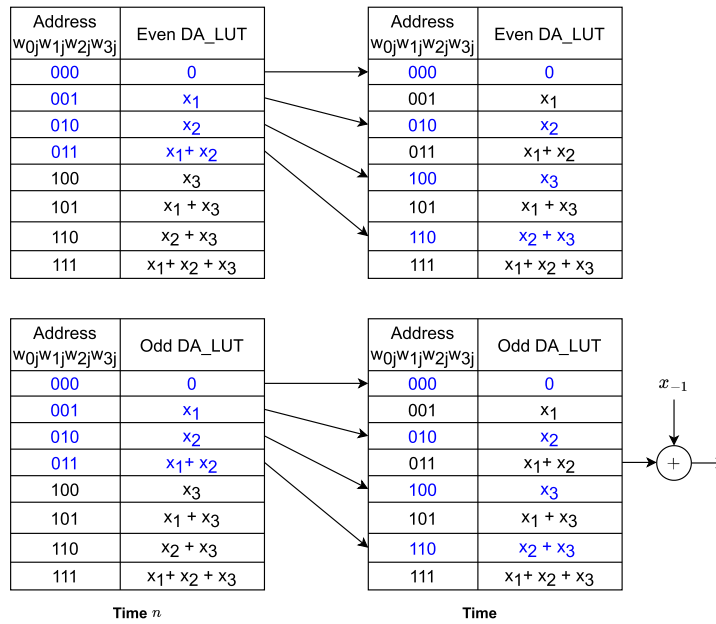 Address
w0jw1jw2jw3j
Even DA_LUT
000 0
001 x1
010 x2
011 x1+ x2
100 x3
101 x1 + x3
110 x2 + x3
111 x1+ x2 + x3
Address
w0jw1jw2jw3j
Even DA_LUT
000 0
001 x1
010 x2
011 x1+ x2
100 x3
101 x1 + x3
110 x2 + x3
111 x1+ x2 + x3
Address
w0jw1jw2jw3j
Odd DA_LUT
000 0
001 x1
010 x2
011 x1+ x2
100 x3
101 x1 + x3
110 x2 + x3
111 x1+ x2 + x3
Time n
Address
w0jw1jw2jw3j
Odd DA_LUT
000 0
001 x1
010 x2
011 x1+ x2
100 x3
101 x1 + x3
110 x2 + x3
111 x1+ x2 + x3
Time
x−1
+